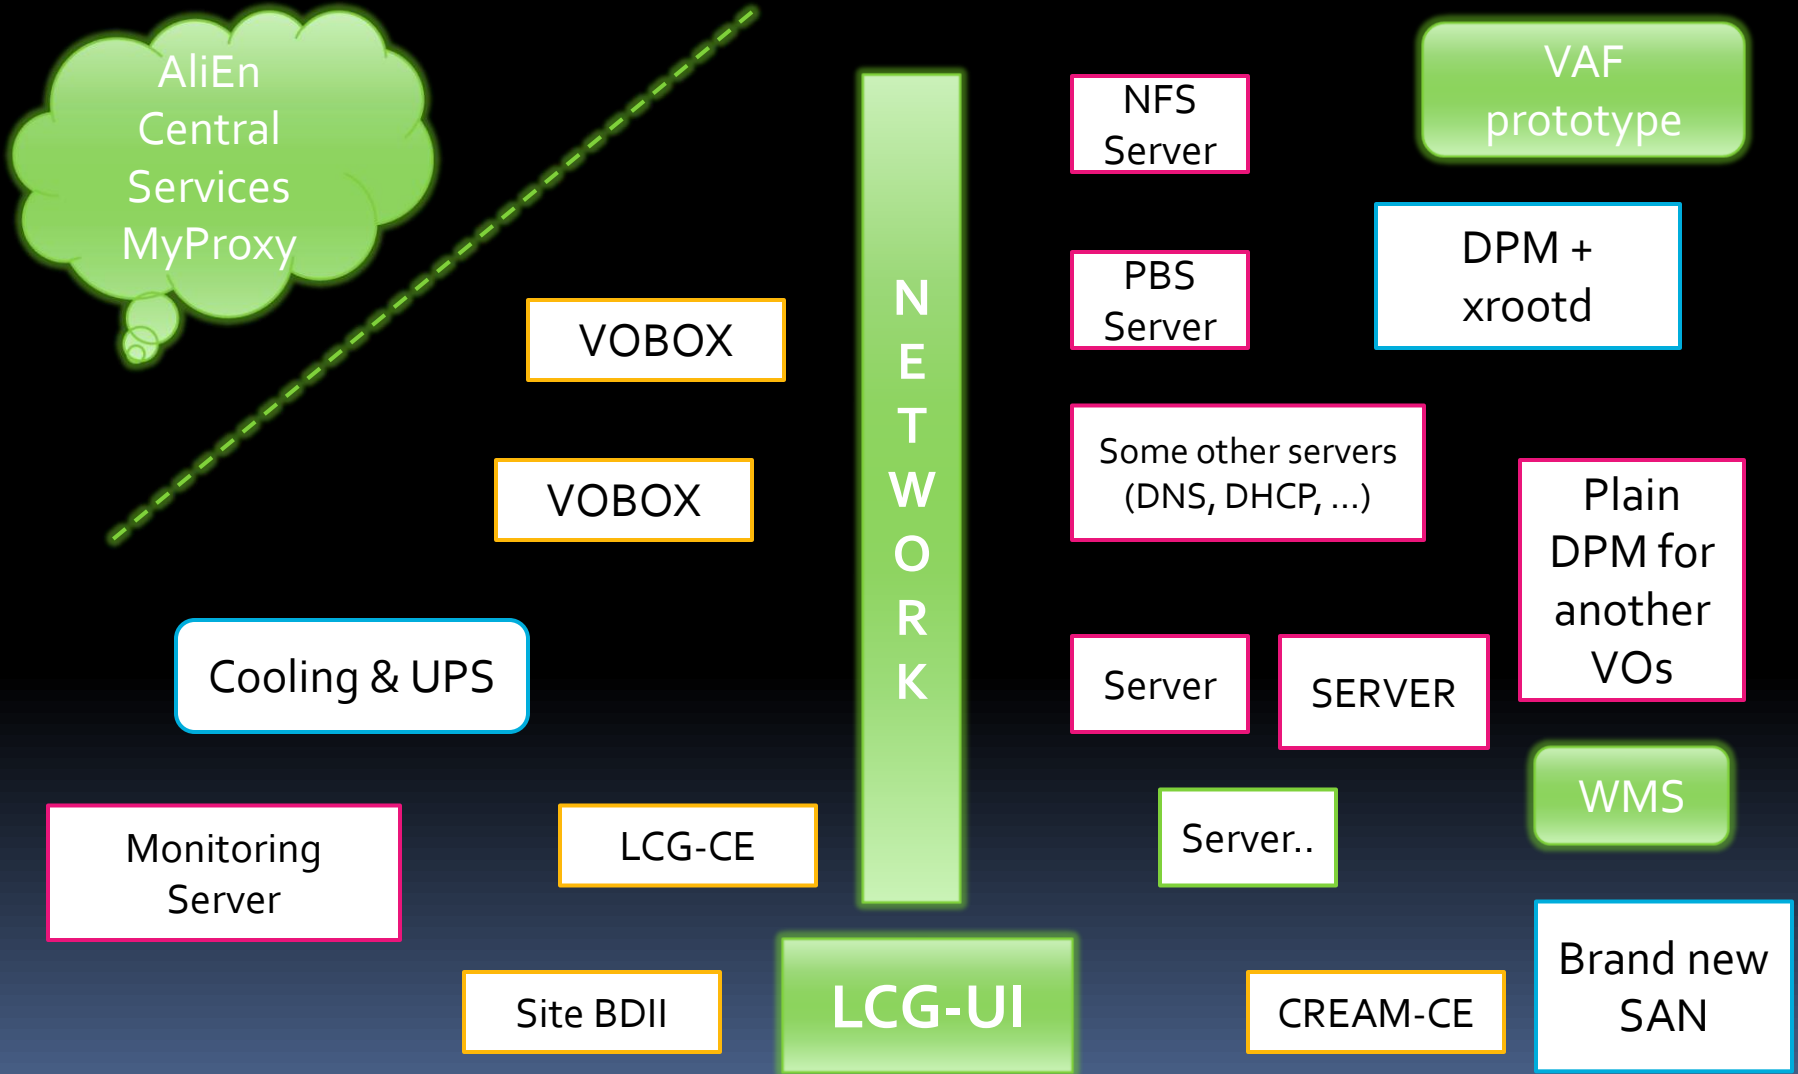 AliEn
Central
Services
MyProxy
VOBOX
VOBOX
Cooling & UPS
Monitoring
Server
LCG-CE
Site BDII
N
E
T
W
O
R
K
LCG-UI
NFS
Server
PBS
Server
Some other servers
(DNS, DHCP, ...)
Server
SERVER
Server..
CREAM-CE
VAF
prototype
DPM +
xrootd
Plain
DPM for
another
VOs
WMS
Brand new
SAN